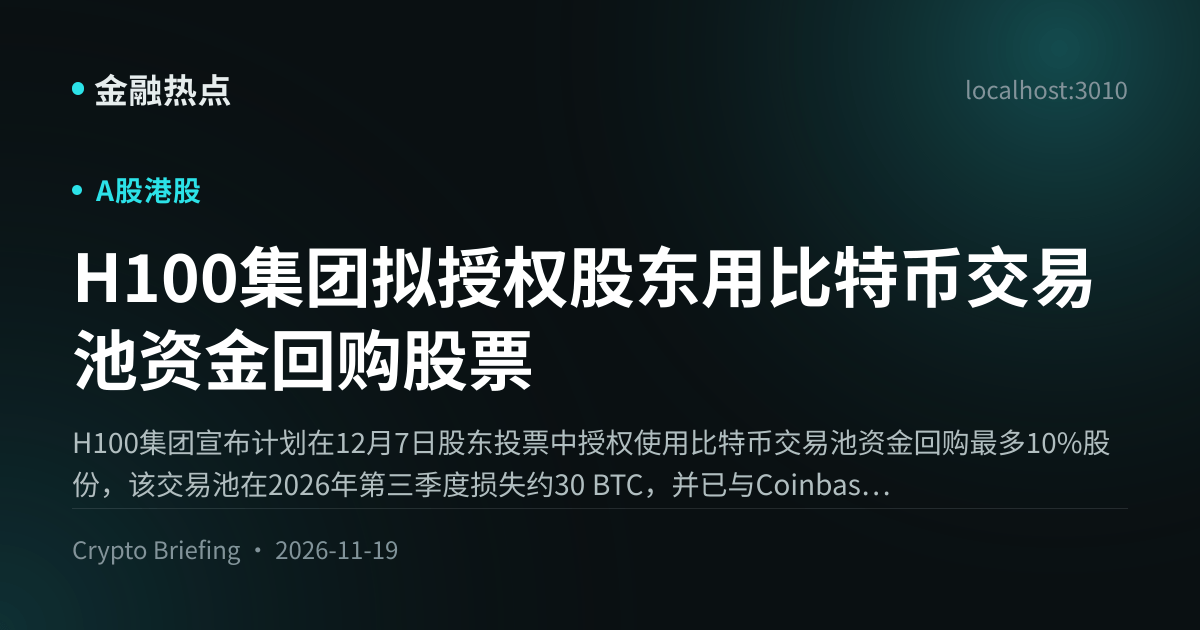 金融热点
localhost:3010
A股港股
H100集团拟授权股东用比特币交易
池资金回购股票
H100集团宣布计划在12月7日股东投票中授权使用比特币交易池资金回购最多10%股
份，该交易池在2026年第三季度损失约30 BTC，并已与Coinbas…
Crypto Briefing • 2026-11-19